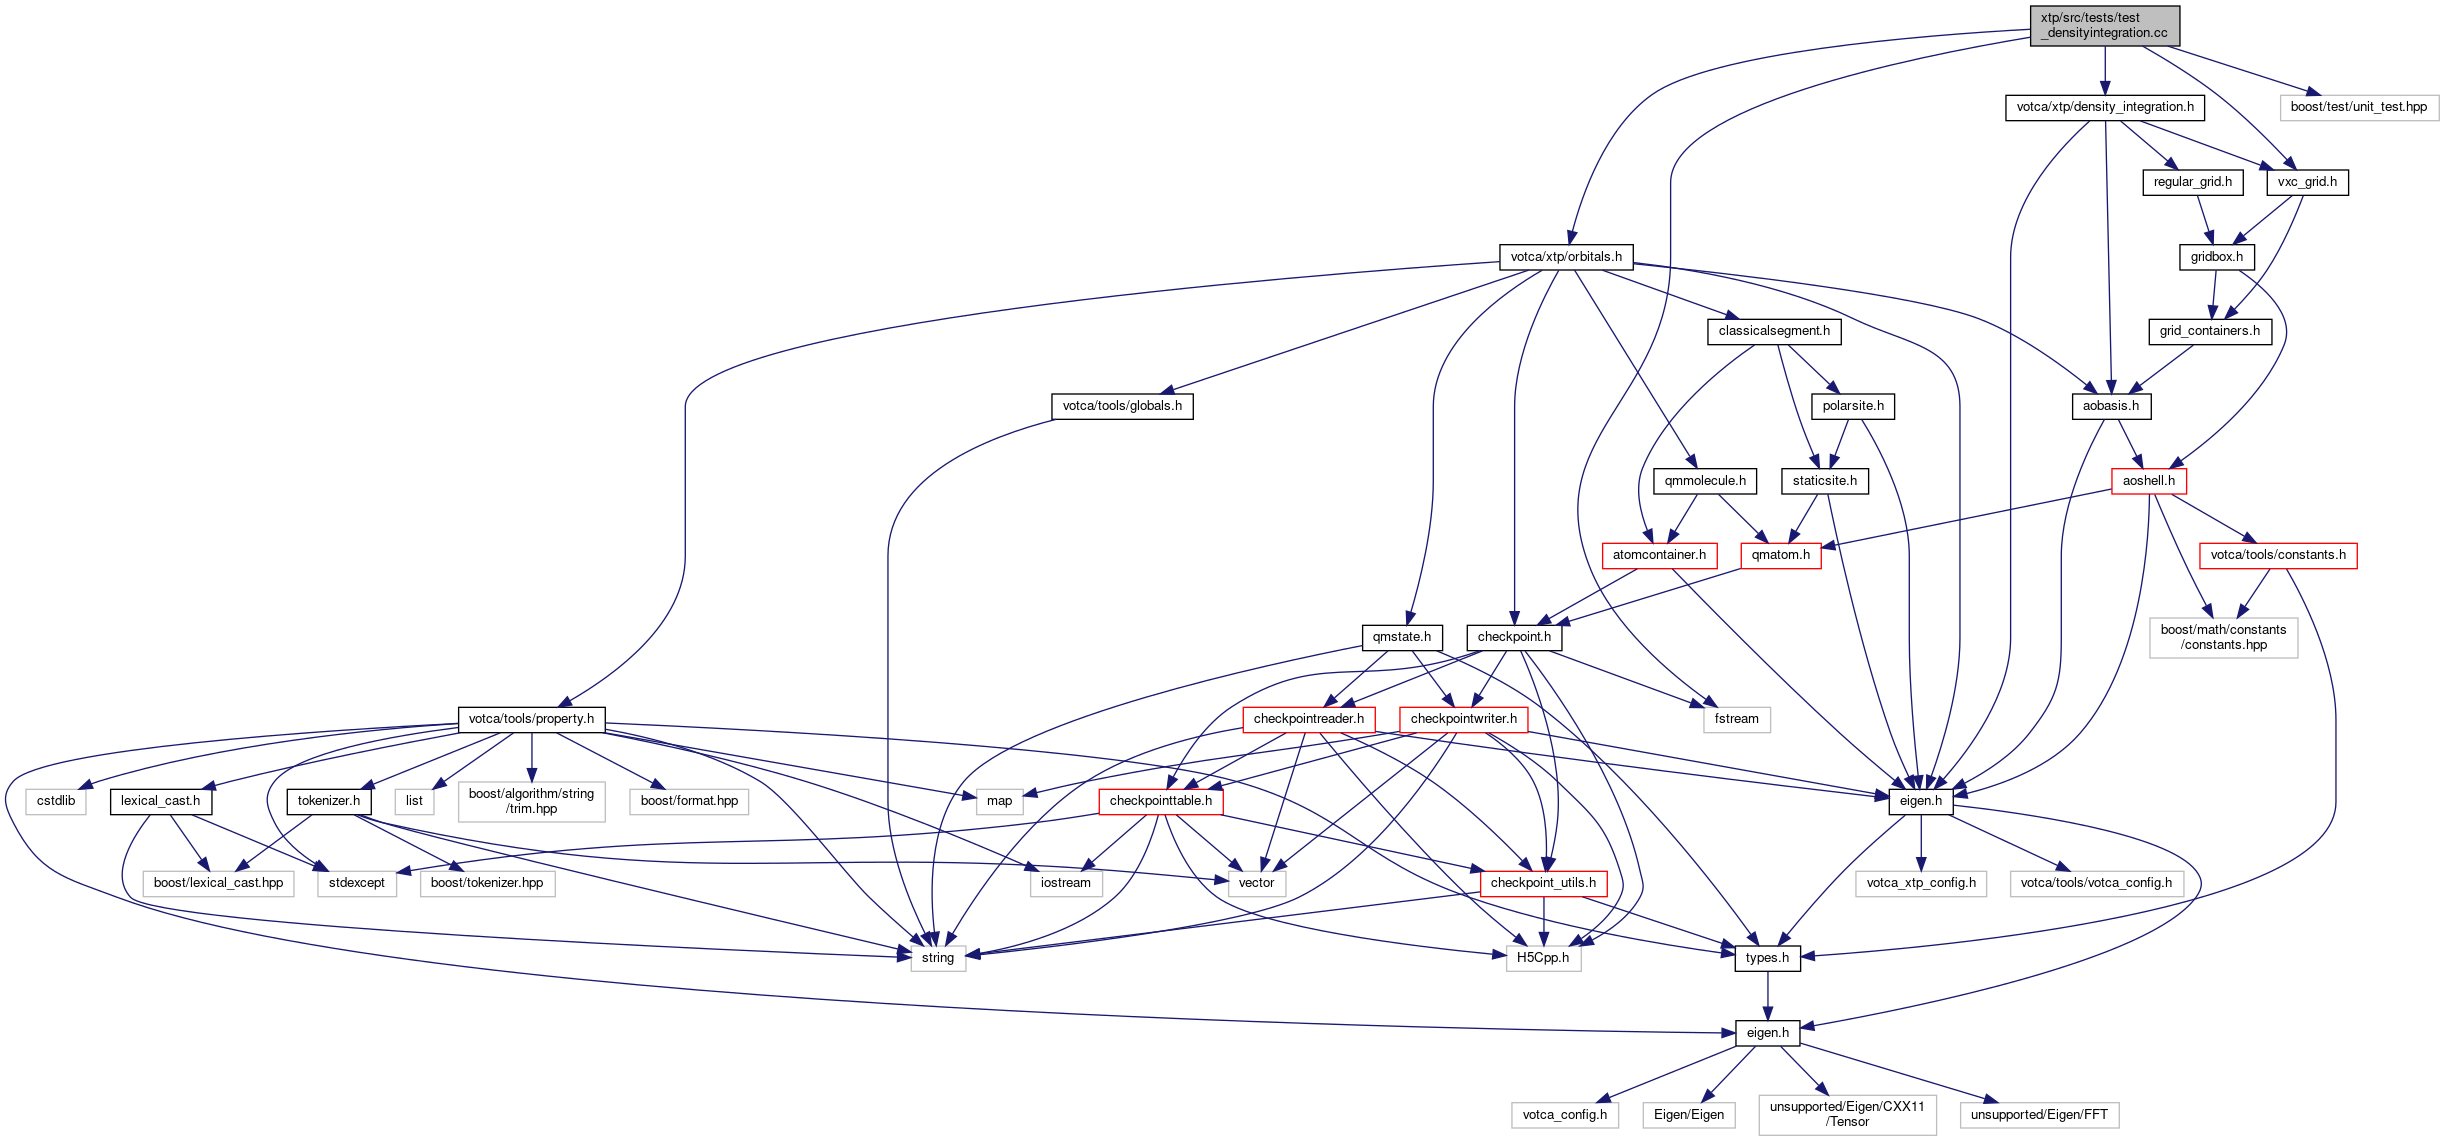 xtp/src/tests/test
_densityintegration.cc
votca/xtp/density_integration.h
boost/test/unit_test.hpp
regular_grid.h
vxc_grid.h
votca/xtp/orbitals.h
gridbox.h
classicalsegment.h
grid_containers.h
votca/tools/globals.h
polarsite.h
aobasis.h
qmmolecule.h
staticsite.h
aoshell.h
atomcontainer.h
qmatom.h
votca/tools/constants.h
qmstate.h
checkpoint.h
boost/math/constants
/constants.hpp
votca/tools/property.h
checkpointreader.h
checkpointwriter.h
fstream
cstdlib
lexical_cast.h
tokenizer.h
list
boost/algorithm/string
/trim.hpp
boost/format.hpp
map
checkpointtable.h
eigen.h
boost/lexical_cast.hpp
stdexcept
boost/tokenizer.hpp
iostream
vector
checkpoint_utils.h
votca_xtp_config.h
votca/tools/votca_config.h
string
H5Cpp.h
types.h
eigen.h
votca_config.h
Eigen/Eigen
unsupported/Eigen/CXX11
/Tensor
unsupported/Eigen/FFT